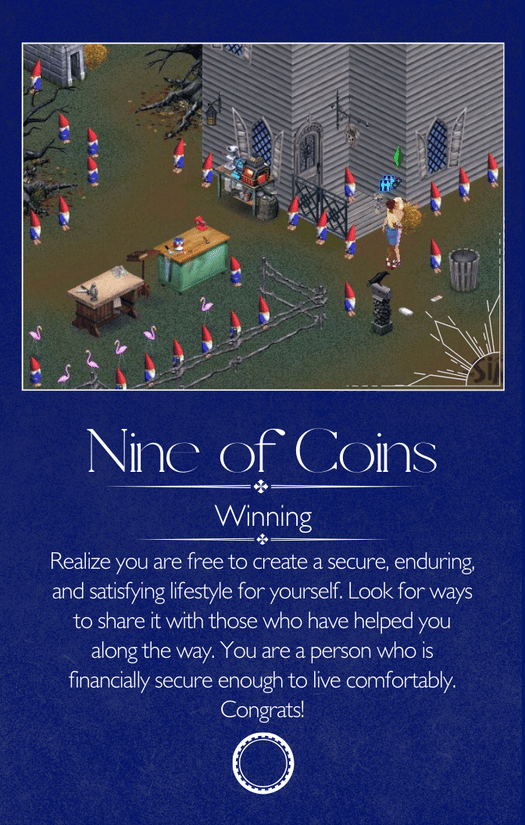 Nine of Coins
Winning
Realize you are free to create a secure, enduring,
and satisfying lifestyle for yourself. Look for ways
to share it with those who have helped you
along the way. You are a person who is
financially secure enough to live comfortably.
Congrats!